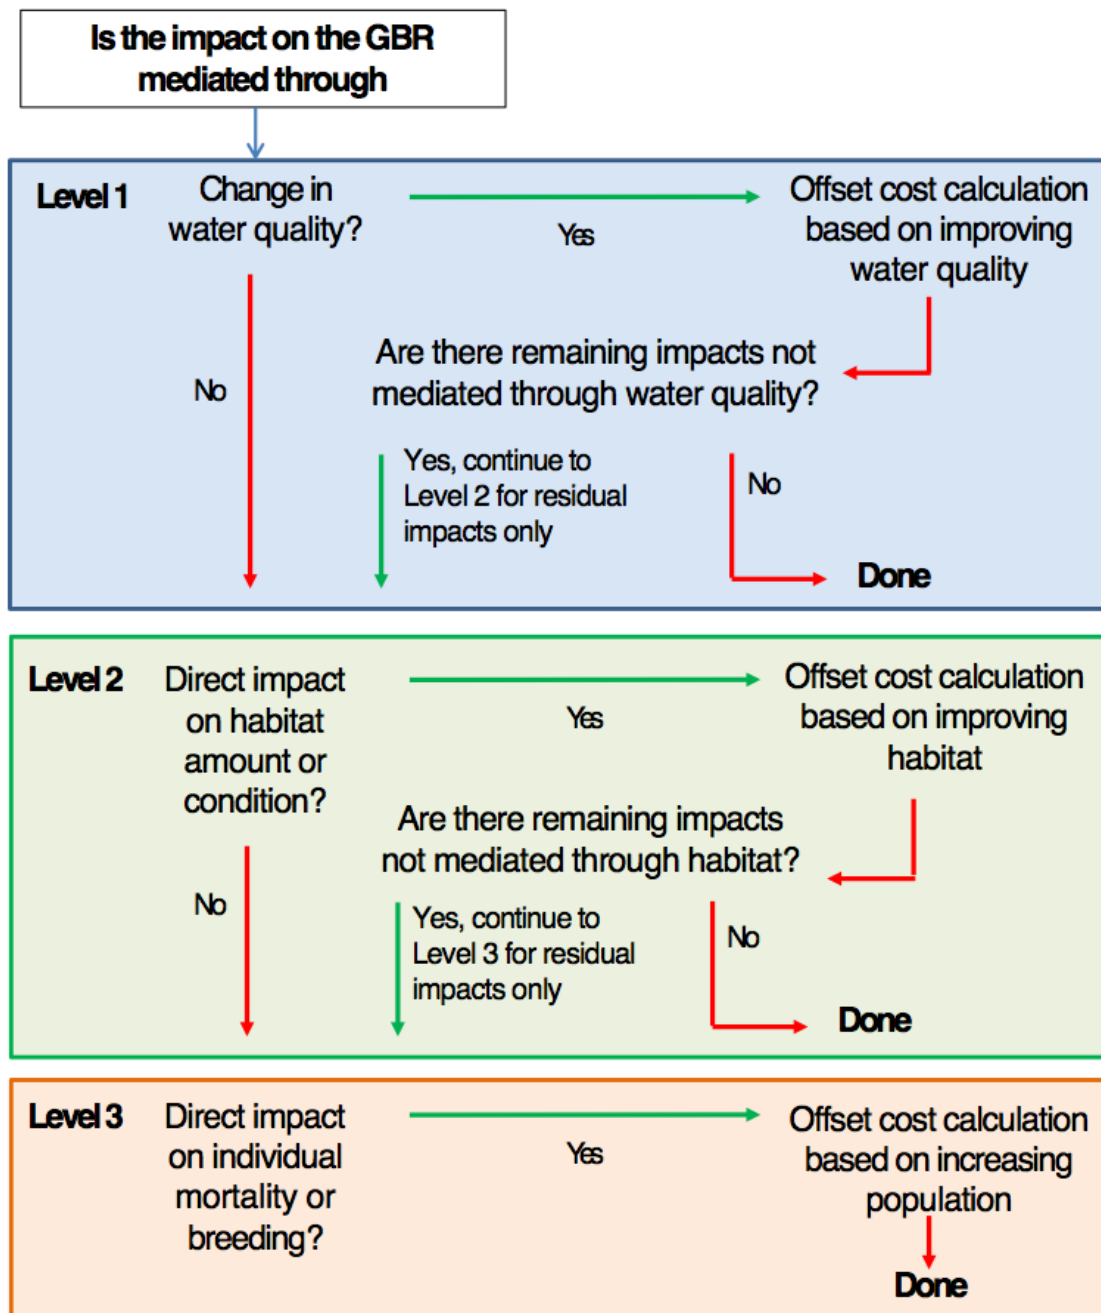 Is the impact on the GBR
mediated through
Level 1
Change in
water quality?
Yes
Offset cost calculation
based on improving
water quality
No
Are there remaining impacts not
mediated through water quality?
Yes, continue to
Level 2 for residual
impacts only
No
Done
Level 2
Direct impact
on habitat
amount or
condition?
Yes
Offset cost calculation
based on improving
habitat
No
Are there remaining impacts
not mediated through habitat?
Yes, continue to
Level 3 for residual
impacts only
No
Done
Level 3
Direct impact
on individual
mortality or
breeding?
Yes
Offset cost calculation
based on increasing
population
Done